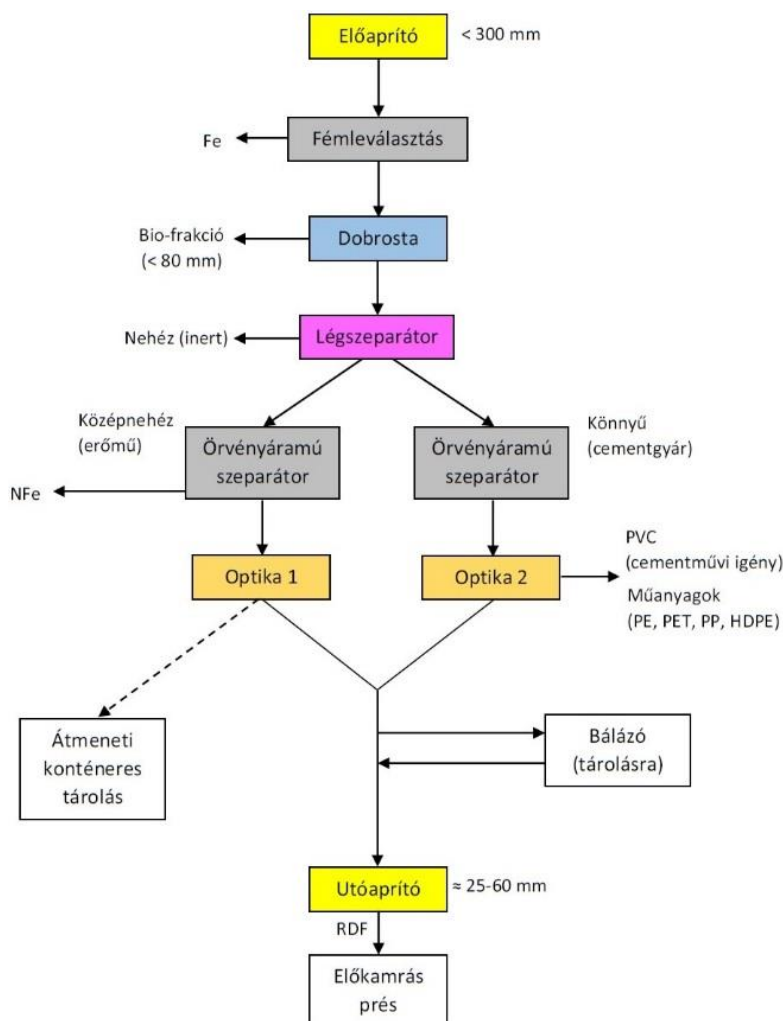 Előaprító
< 300 mm
Fémleválasztás
Fe
Dobrosta
Bio-frakció
(< 80 mm)
Légszeparátor
Nehéz (inert)
Középnehéz
(erőmű)
Örvényáramú
szeparátor
Örvényáramú
szeparátor
Könnyű
(cementgyár)
NFe
Optika 1
Optika 2
PVC
(cementművi igény)
Műanyagok
(PE, PET, PP, HDPE)
Átmeneti
konténeres
tárolás
Bálázó
(tárolásra)
Utóaprító
≈ 25-60 mm
RDF
Előkamrás
prés